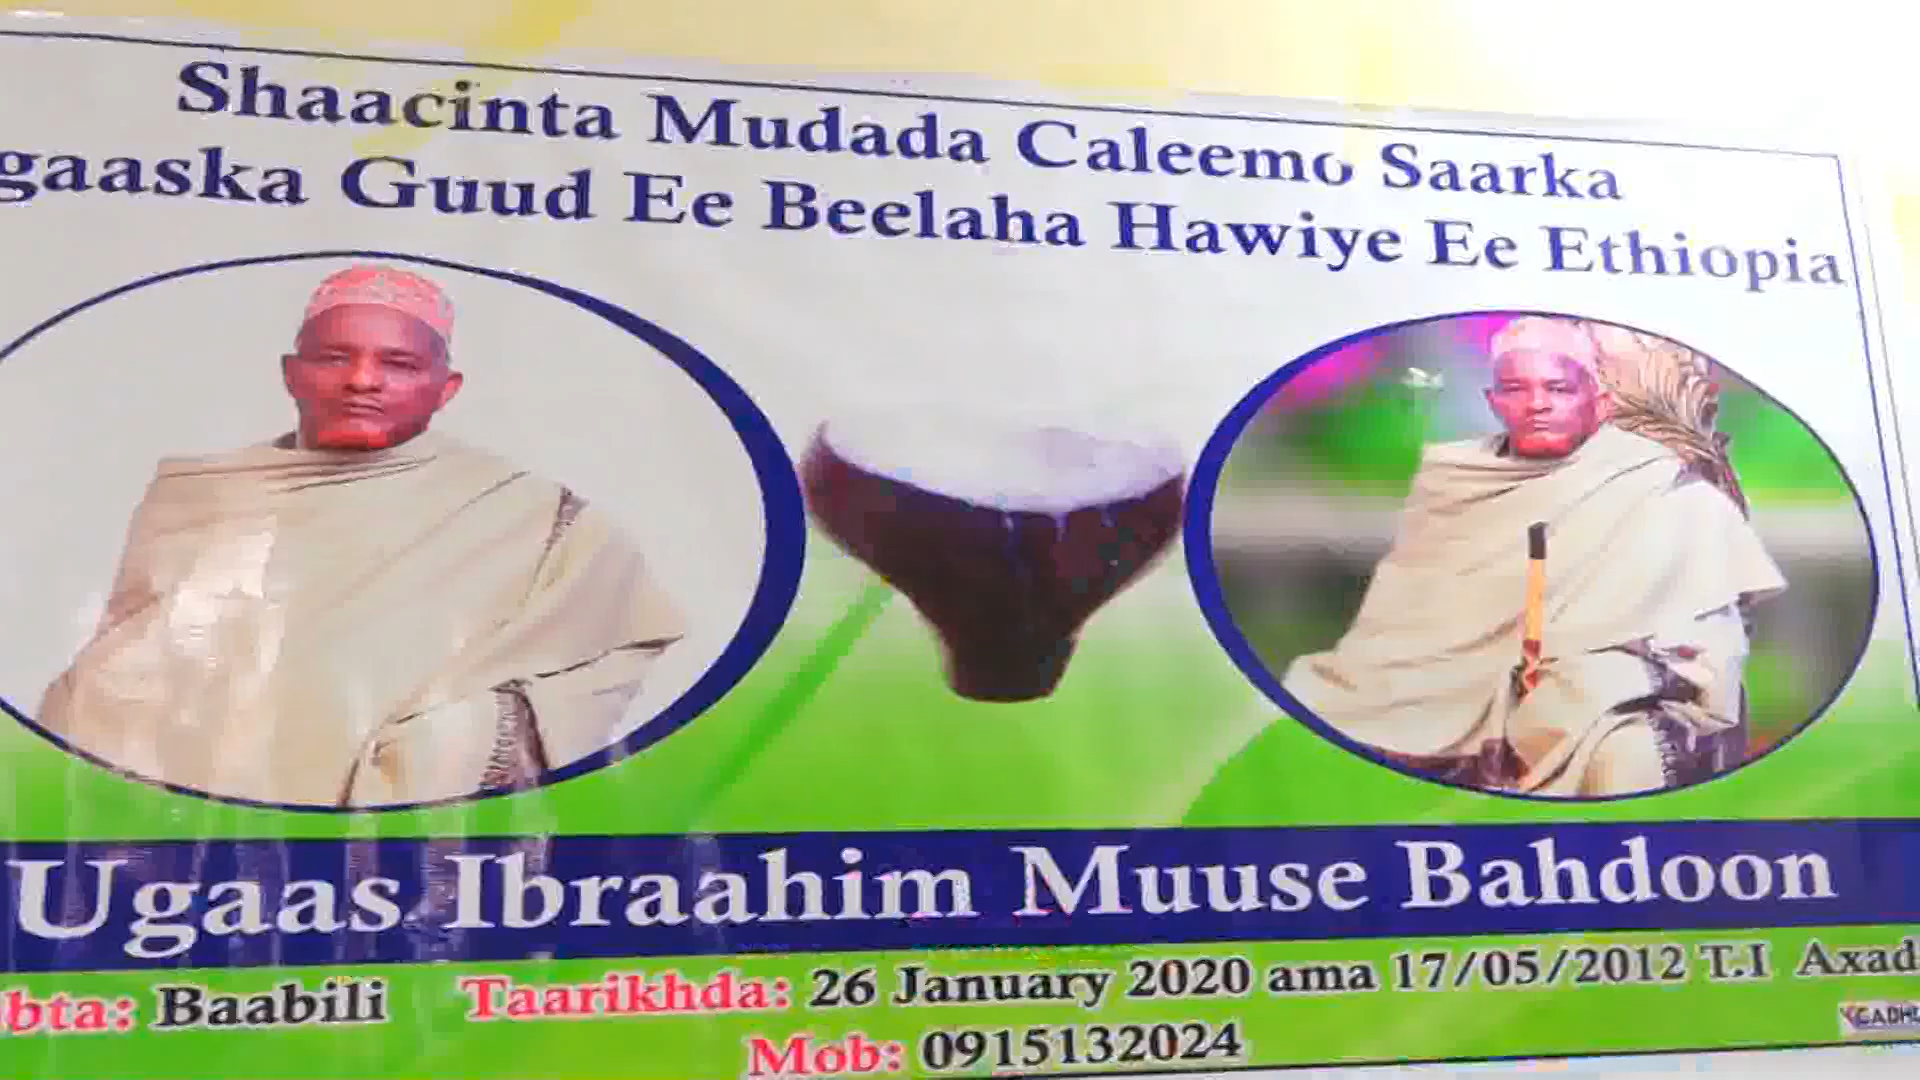 Shaacinta Mudada Caleemo Saarka
gaaska Guud Ee Beelaha Hawiye Ee Ethiopia
Ugaas Ibraahim Muuse Bahdoon
bta: Baabili Taarikhda: 26 January 2020 ama 17/05/2012 T.I Axad
Mob: 0915132024